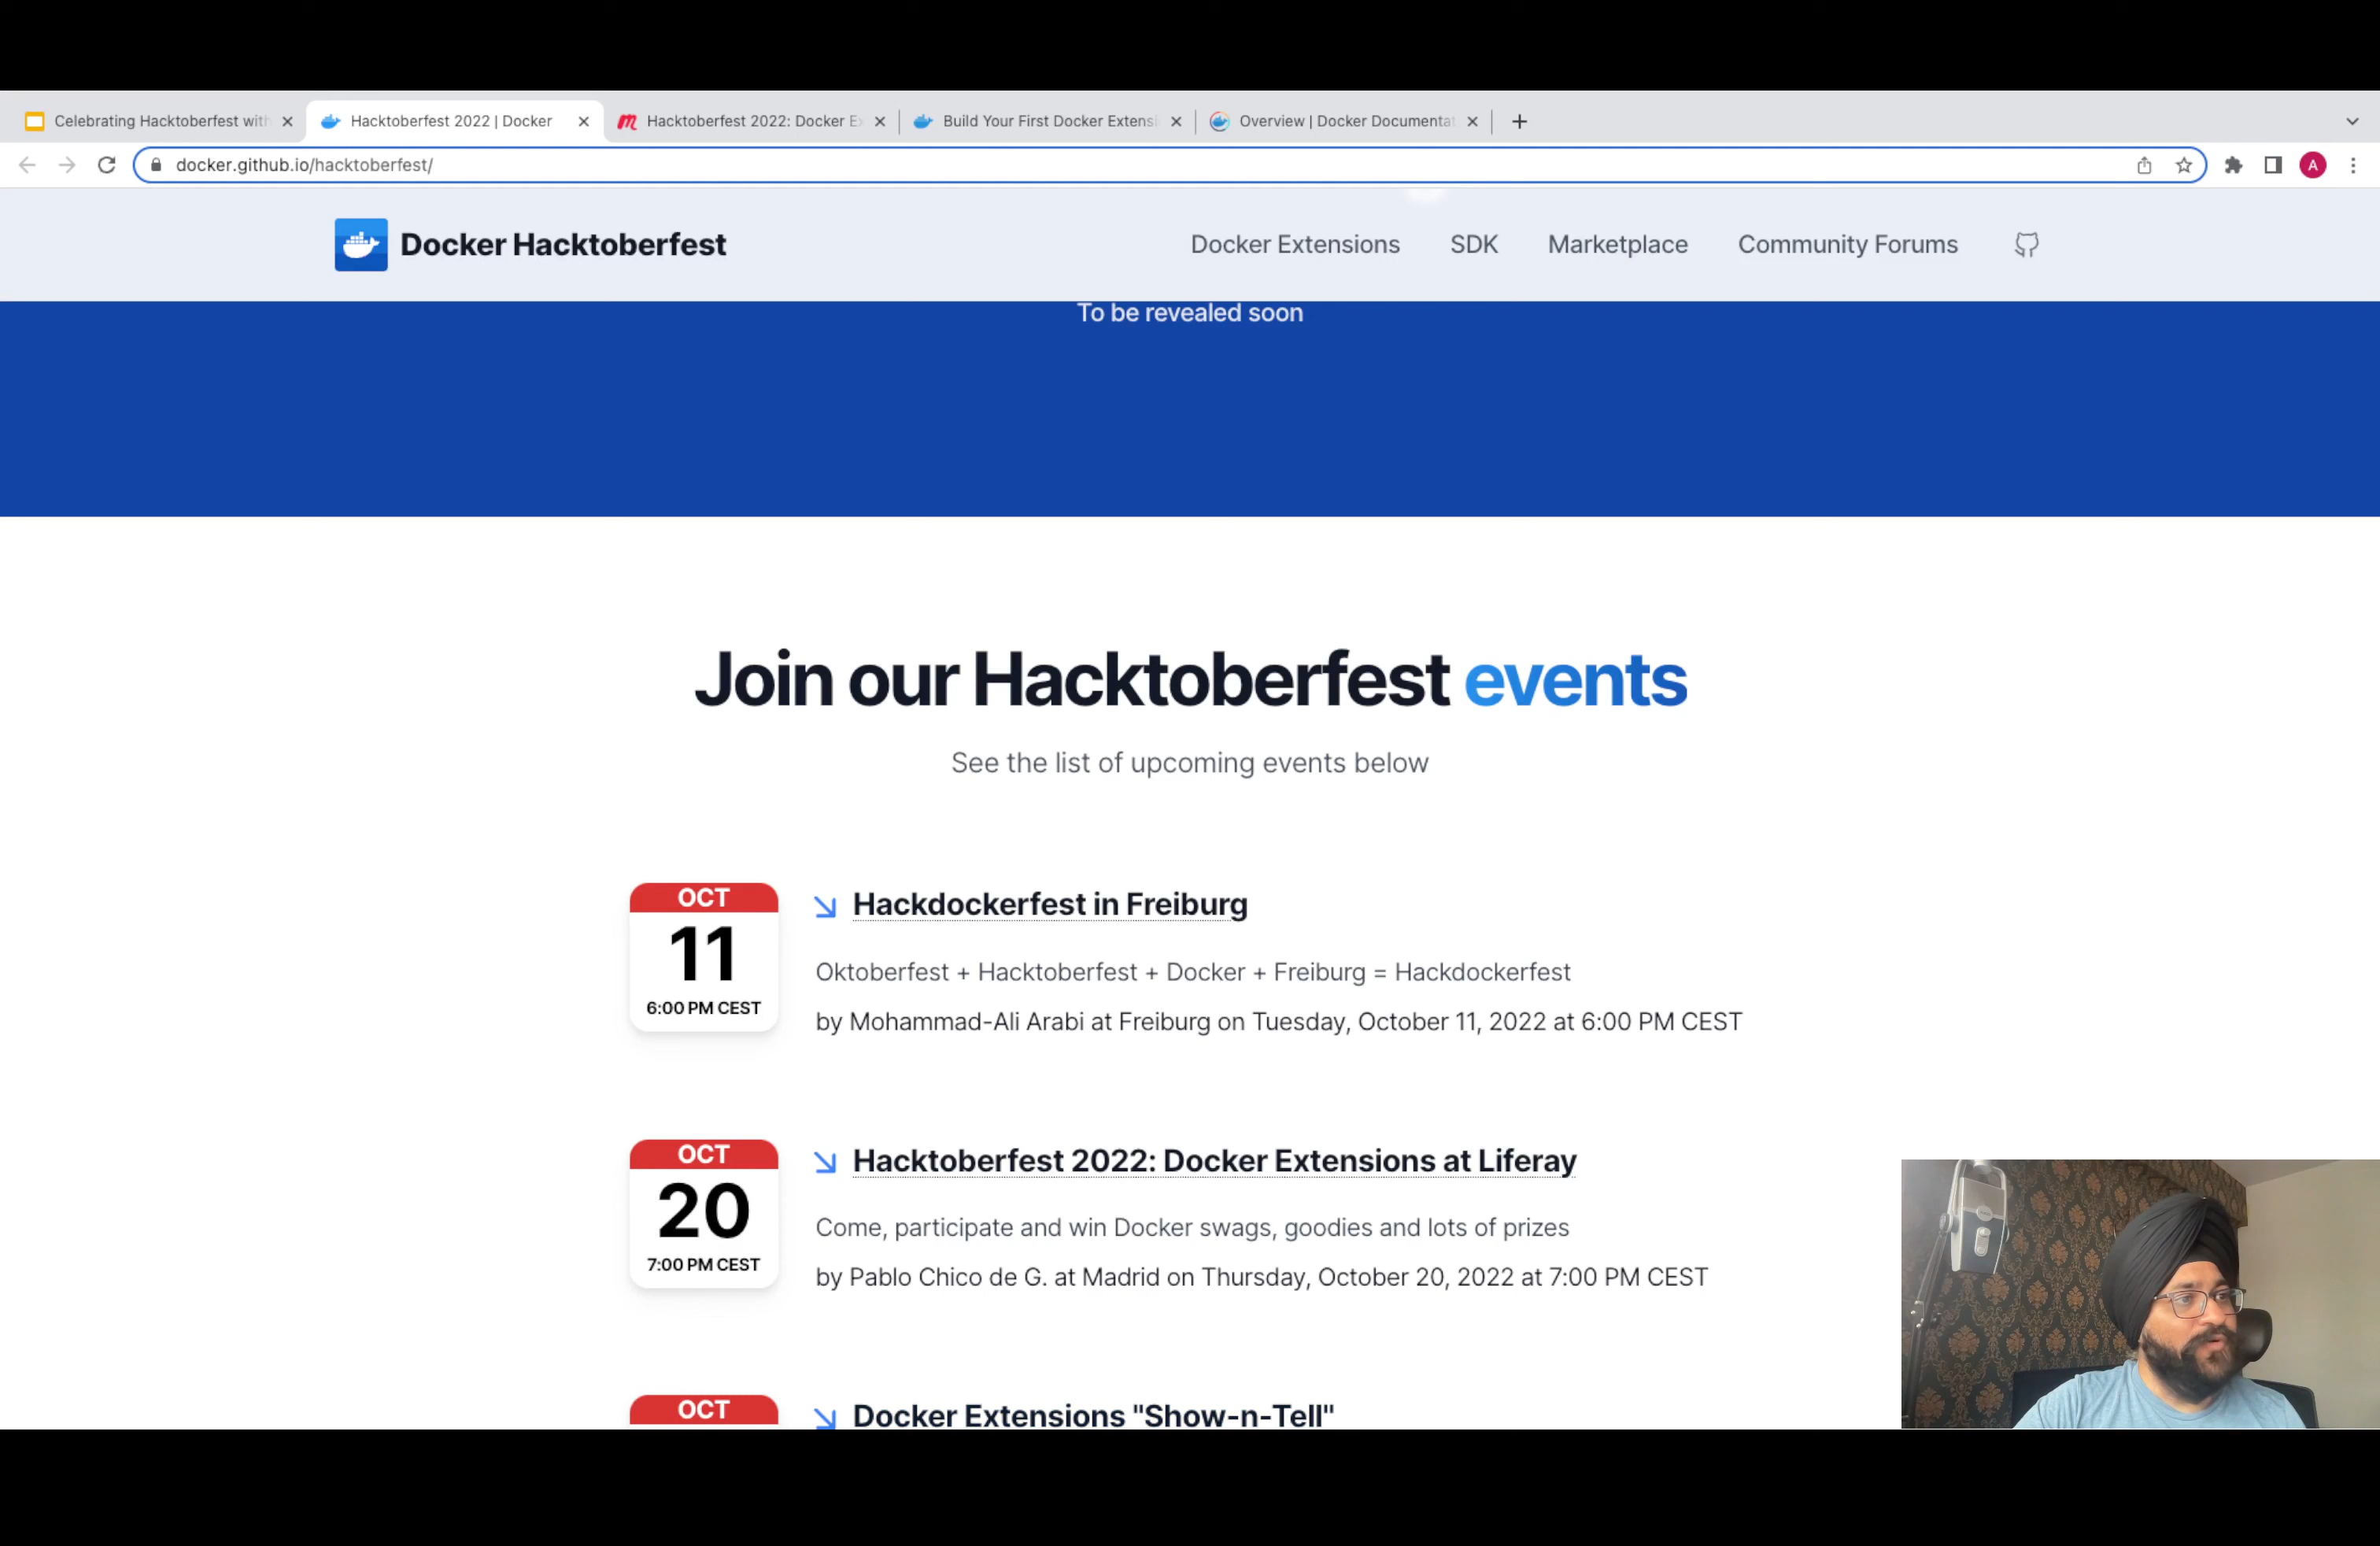 Celebrating Hacktoberfest with
Hacktoberfest 2022 | Docker
Hacktoberfest 2022: Docker Ex
Build Your First Docker Extensi
Overview | Docker Documentat
docker.github.io/hacktoberfest/
A
Docker Hacktoberfest
Docker Extensions
SDK
Marketplace
Community Forums
To be revealed soon
Join our Hacktoberfest events
See the list of upcoming events below
OCT
11
6:00 PM CEST
Hackdockerfest in Freiburg
Oktoberfest + Hacktoberfest + Docker + Freiburg = Hackdockerfest
by Mohammad-Ali Arabi at Freiburg on Tuesday, October 11, 2022 at 6:00 PM CEST
OCT
20
7:00 PM CEST
Hacktoberfest 2022: Docker Extensions at Liferay
Come, participate and win Docker swags, goodies and lots of prizes
by Pablo Chico de G. at Madrid on Thursday, October 20, 2022 at 7:00 PM CEST
OCT
Docker Extensions "Show-n-Tell"